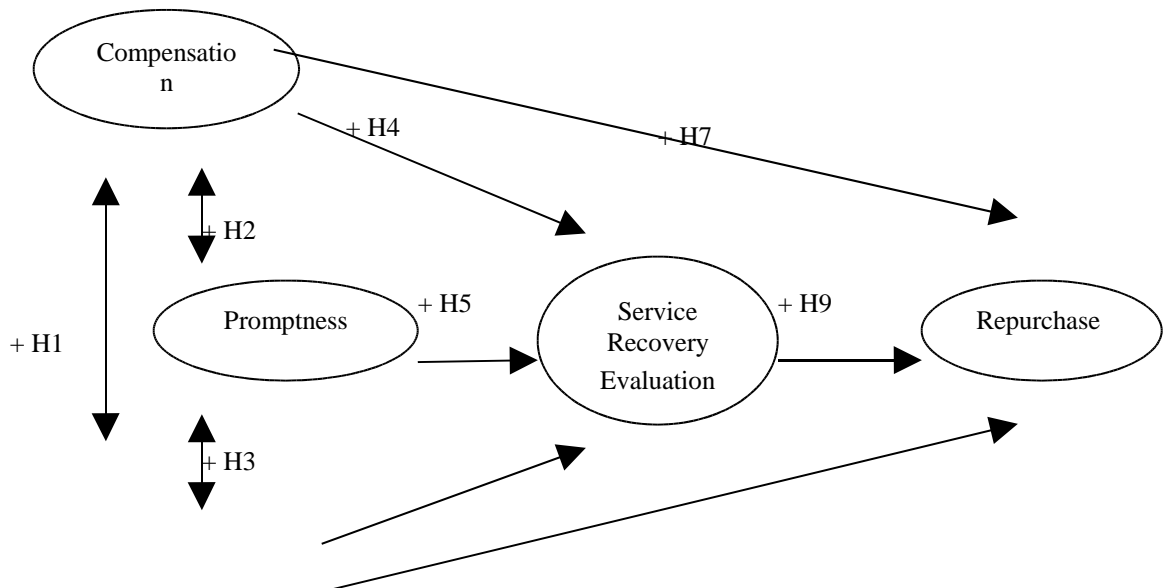 Compensatio
n
+ H4
+ H7
+ H2
+ H5
Service
Recovery
Evaluation
+ H9
Promptness
Repurchase
+ H1
+ H3